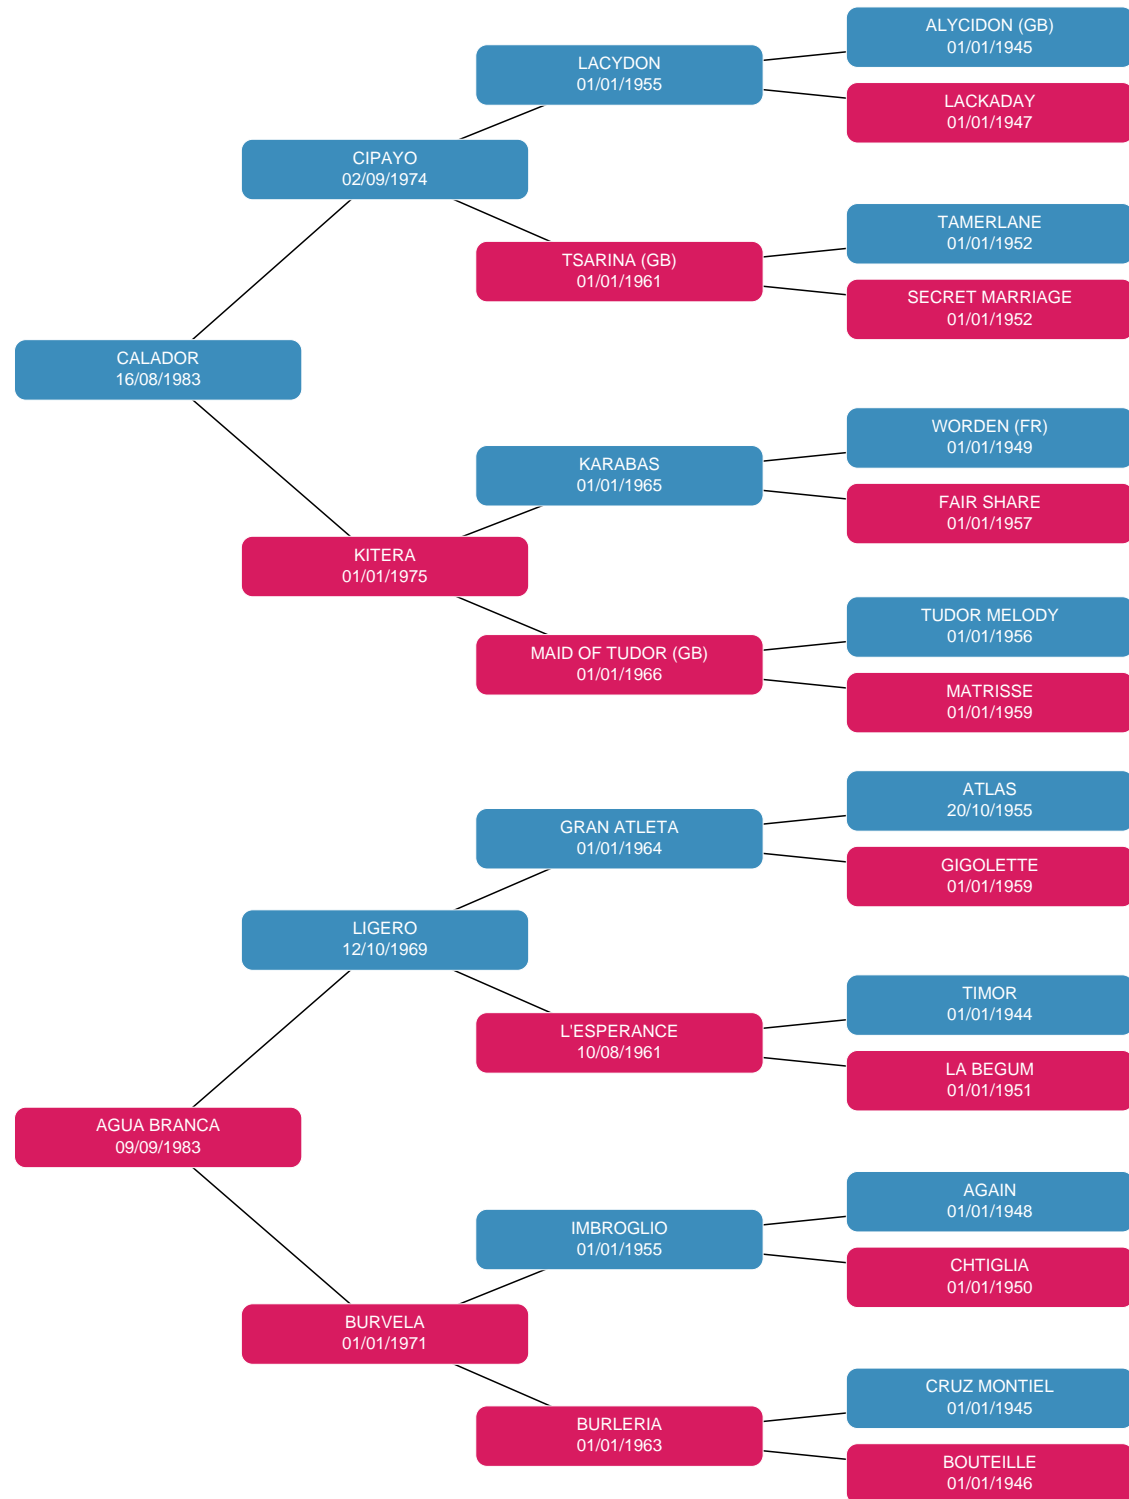 ALYCIDON (GB)
01/01/1945
LACYDON
01/01/1955
LACKADAY
01/01/1947
CIPAYO
02/09/1974
TAMERLANE
01/01/1952
TSARINA (GB)
01/01/1961
SECRET MARRIAGE
01/01/1952
CALADOR
16/08/1983
WORDEN (FR)
01/01/1949
KARABAS
01/01/1965
FAIR SHARE
01/01/1957
KITERA
01/01/1975
TUDOR MELODY
01/01/1956
MAID OF TUDOR (GB)
01/01/1966
MATRISSE
01/01/1959
ATLAS
20/10/1955
GRAN ATLETA
01/01/1964
GIGOLETTE
01/01/1959
LIGERO
12/10/1969
TIMOR
01/01/1944
L'ESPERANCE
10/08/1961
LA BEGUM
01/01/1951
AGUA BRANCA
09/09/1983
AGAIN
01/01/1948
IMBROGLIO
01/01/1955
CHTIGLIA
01/01/1950
BURVELA
01/01/1971
CRUZ MONTIEL
01/01/1945
BURLERIA
01/01/1963
BOUTEILLE
01/01/1946